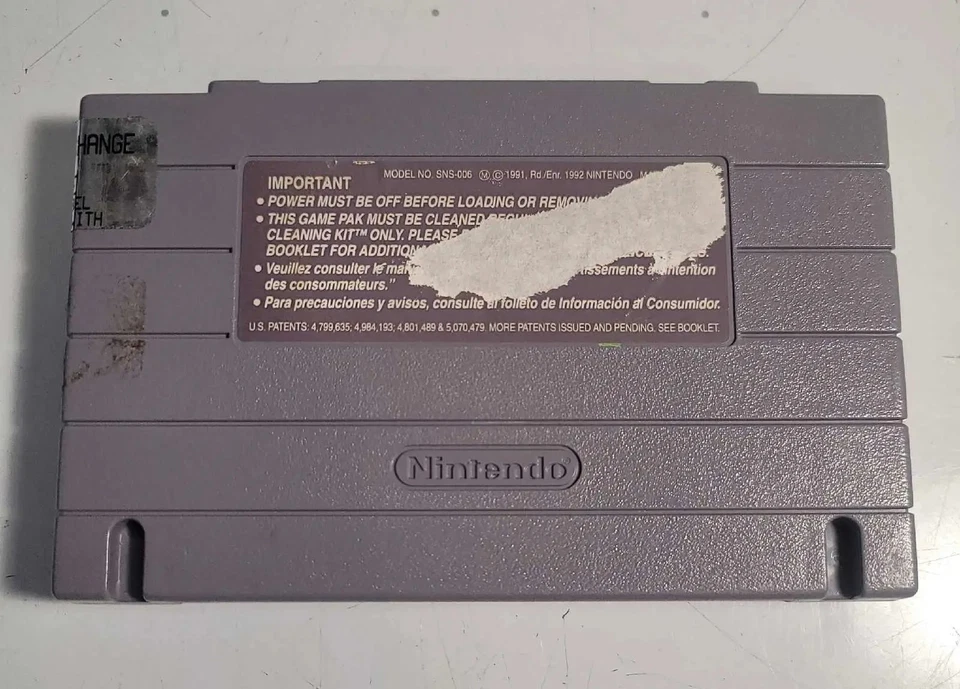 HANGE
EL
ITH
MODEL NO. SNS-006 Ⓜ © 1991, Rd./Enr. 1992 NINTENDO
IMPORTANT
• POWER MUST BE OFF BEFORE LOADING OR REMOVI
• THIS GAME PAK MUST BE CLEANED
CLEANING KIT™ ONLY. PLEASE
BOOKLET FOR ADDITION
• Veuillez consulter le issements à l'intention
des consommateurs."
• Para precauciones y avisos, consulte el folleto de Información al Consumidor.
U.S. PATENTS: 4,799,635; 4,984,193; 4,801,489 & 5,070,479. MORE PATENTS ISSUED AND PENDING. SEE BOOKLET.
Nintendo